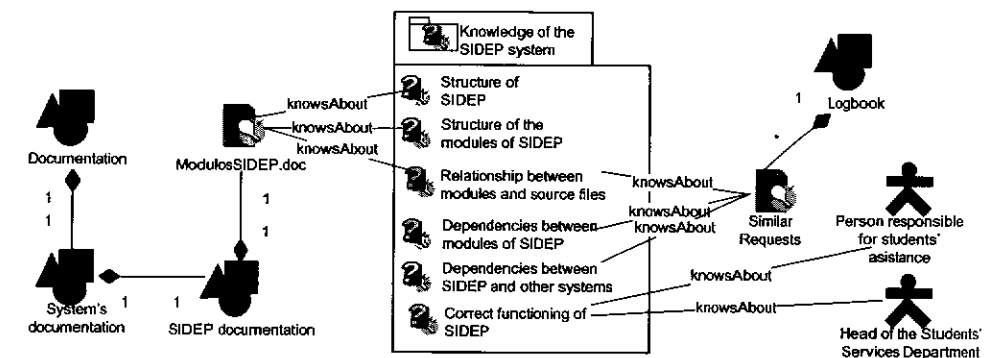 Knowledge of the
SIDEP system
Structure of
SIDEP
Structure of the
modules of SIDEP
Relationship between
modules and source files
Dependencies between
modules of SIDEP
Dependencies between
SIDEP and other systems
Correct functioning of
SIDEP
knowsAbout
knowsAbout
knowsAbout
Documentation
1
1
ModulosSIDEP.doc
1
1
System's
documentation
1
1
SIDEP documentation
1
Logbook
knowsAbout
knowsAbout
knowsAbout
Similar
Requests
knowsAbout
knowsAbout
Person responsible
for students'
asistance
Head of the Students'
Services Department